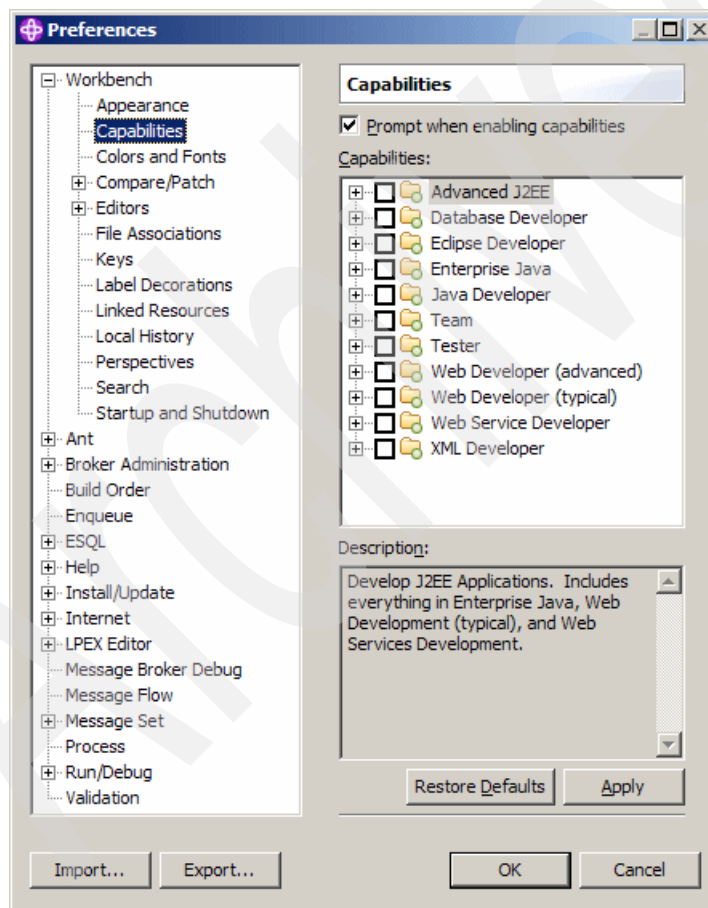 Preferences
Workbench
Appearance
Capabilities
Colors and Fonts
Compare/Patch
Editors
File Associations
Keys
Label Decorations
Linked Resources
Local History
Perspectives
Search
Startup and Shutdown
Ant
Broker Administration
Build Order
Enqueue
ESQL
Help
Install/Update
Internet
LPEX Editor
Message Broker Debug
Message Flow
Message Set
Process
Run/Debug
Validation
Capabilities
Prompt when enabling capabilities
Capabilities:
Advanced J2EE
Database Developer
Eclipse Developer
Enterprise Java
Java Developer
Team
Tester
Web Developer (advanced)
Web Developer (typical)
Web Service Developer
XML Developer
Description:
Develop J2EE Applications. Includes
everything in Enterprise Java, Web
Development (typical), and Web
Services Development.
Restore Defaults
Apply
Import...
Export...
OK
Cancel